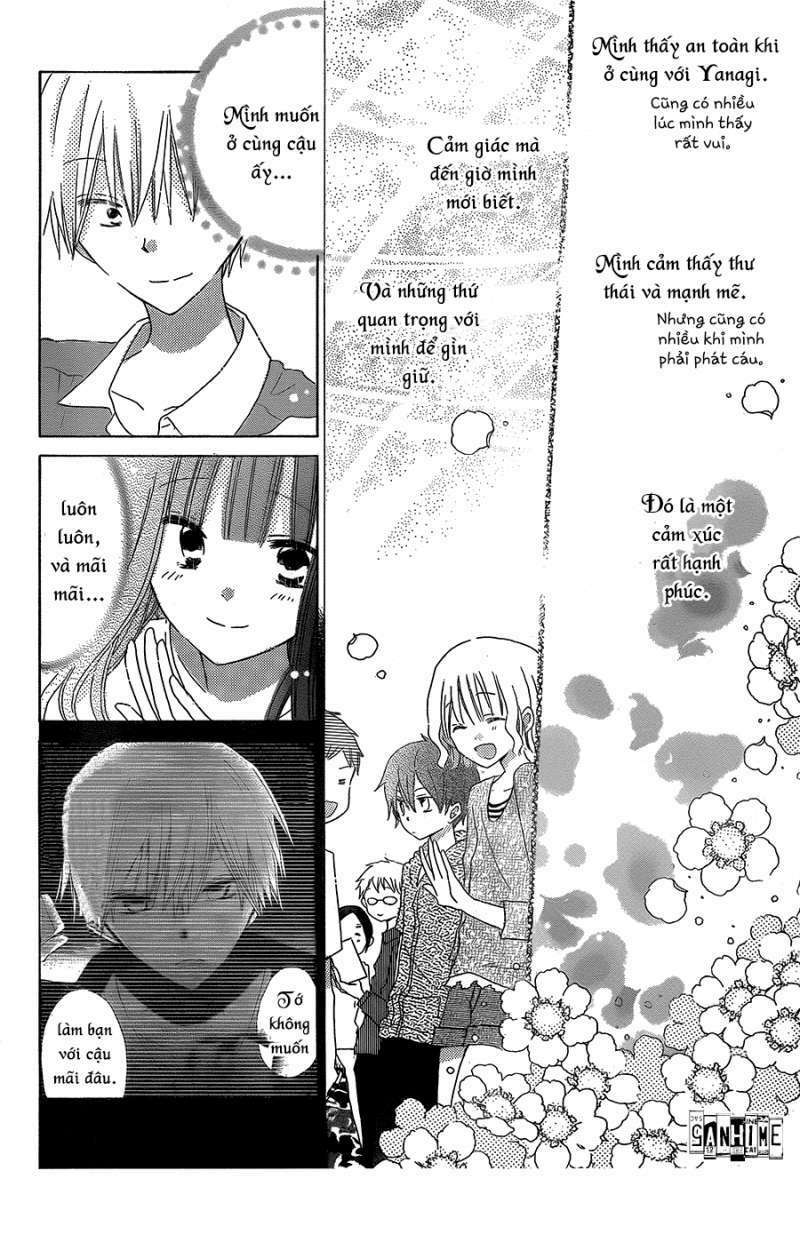 Mình thấy an toàn khi
ở cùng với Yanagi.
Cũng có nhiều
lúc mình thấy
rất vui.
Mình cảm thấy thư
thái và mạnh mẽ.
Nhưng cũng có
nhiều khi mình
phải phát cáu.
Đó là một
cảm xúc
rất hạnh
phúc.
Cảm giác mà
đến giờ mình
mới biết.
Và những thứ
quan trọng với
mình để gìn
giữ.
Mình muốn
ở cùng cậu
ấy...
luôn
luôn,
và mãi
mãi...
Tớ
không
muốn
làm bạn
với cậu
mãi đâu.
SANHIME